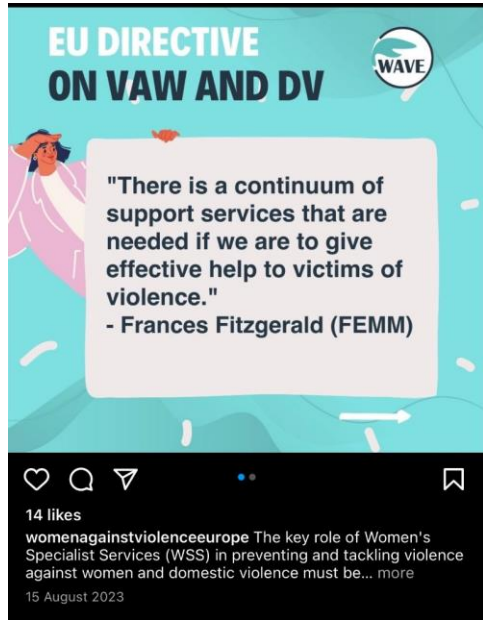 EU DIRECTIVE
ON VAW AND DV
WAVE
"There is a continuum of
support services that are
needed if we are to give
effective help to victims of
violence."
- Frances Fitzgerald (FEMM)
14 likes
womenagainstviolenceeurope The key role of Women's
Specialist Services (WSS) in preventing and tackling violence
against women and domestic violence must be... more
15 August 2023